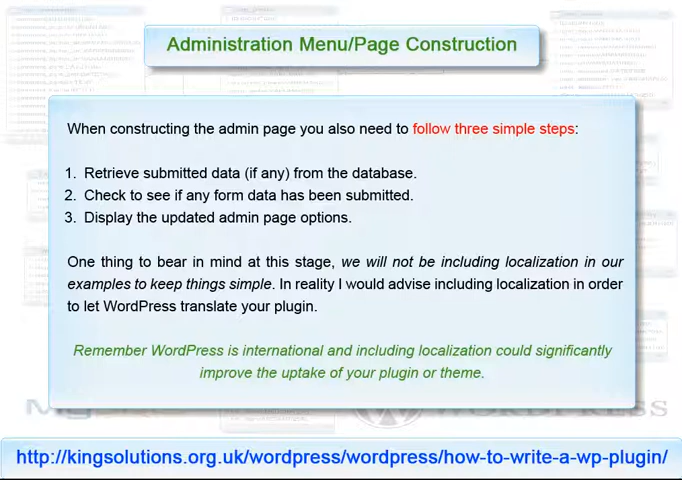 Administration Menu/Page Construction
When constructing the admin page you also need to follow three simple steps:
1. Retrieve submitted data (if any) from the database.
2. Check to see if any form data has been submitted.
3. Display the updated admin page options.
One thing to bear in mind at this stage, we will not be including localization in our
examples to keep things simple. In reality I would advise including localization in order
to let WordPress translate your plugin.
Remember WordPress is international and including localization could significantly
improve the uptake of your plugin or theme.
WORDPRESS
http://kingsolutions.org.uk/wordpress/wordpress/how-to-write-a-wp-plugin/